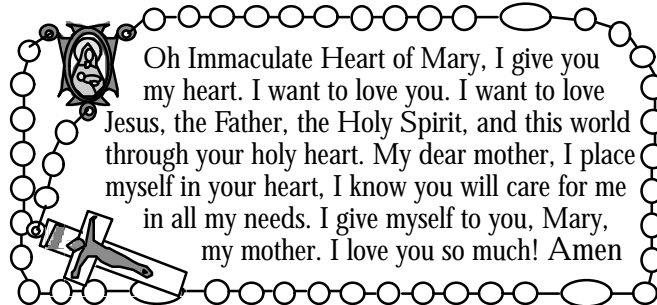 Oh Immaculate Heart of Mary, I give you
my heart. I want to love you. I want to love
Jesus, the Father, the Holy Spirit, and this world
through your holy heart. My dear mother, I place
myself in your heart, I know you will care for me
in all my needs. I give myself to you, Mary,
my mother. I love you so much! Amen